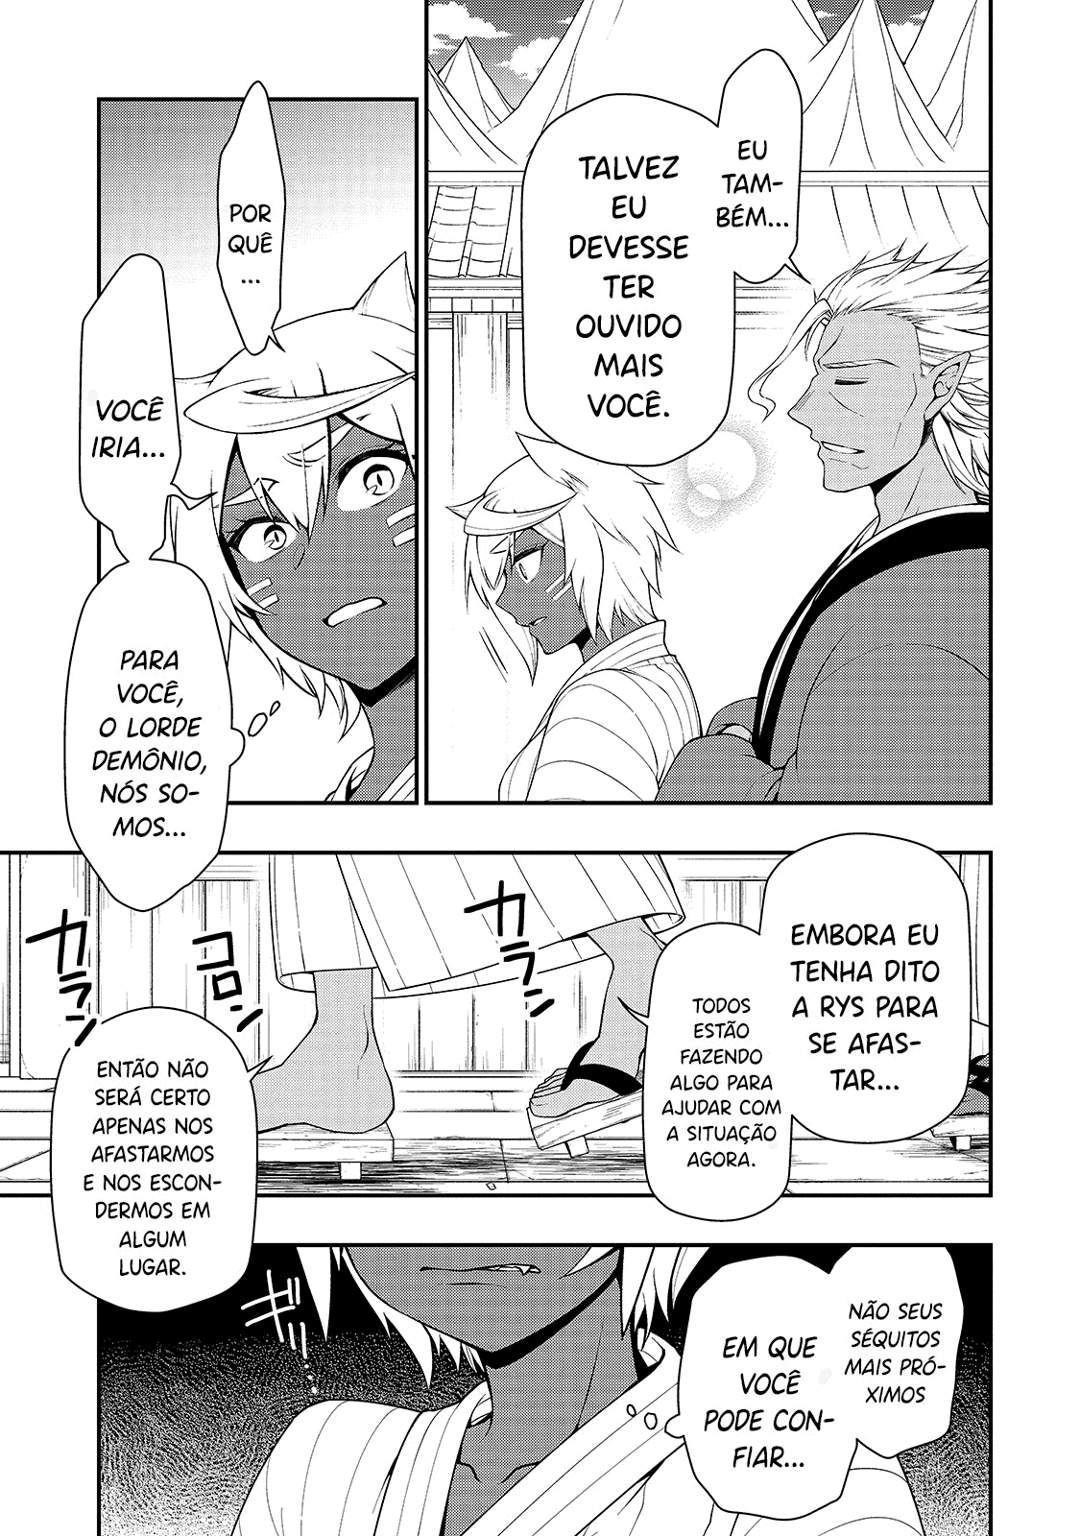 EU
TAM-
BÉM...
TALVEZ
EU
DEVESSE
TER
OUVIDO
MAIS
VOCÊ.
POR
QUÊ
...
VOCÊ
IRIA...
PARA
VOCÊ,
O LORDE
DEMÔNIO,
NÓS SO-
MOS...
EMBORA EU
TENHA DITO
A RYS PARA
SE AFAS-
TAR...
TODOS
ESTÃO
FAZENDO
ALGO PARA
AJUDAR COM
A SITUAÇÃO
AGORA.
カラン
コロン
カラン
ENTÃO NÃO
SERÁ CERTO
APENAS NOS
AFASTARMOS
E NOS ESCON-
DERMOS EM
ALGUM
LUGAR.
NÃO SEUS
SÉQUITOS
MAIS PRÓ-
XIMOS
EM QUE
VOCÊ
PODE CON-
FIAR...
ギリ...